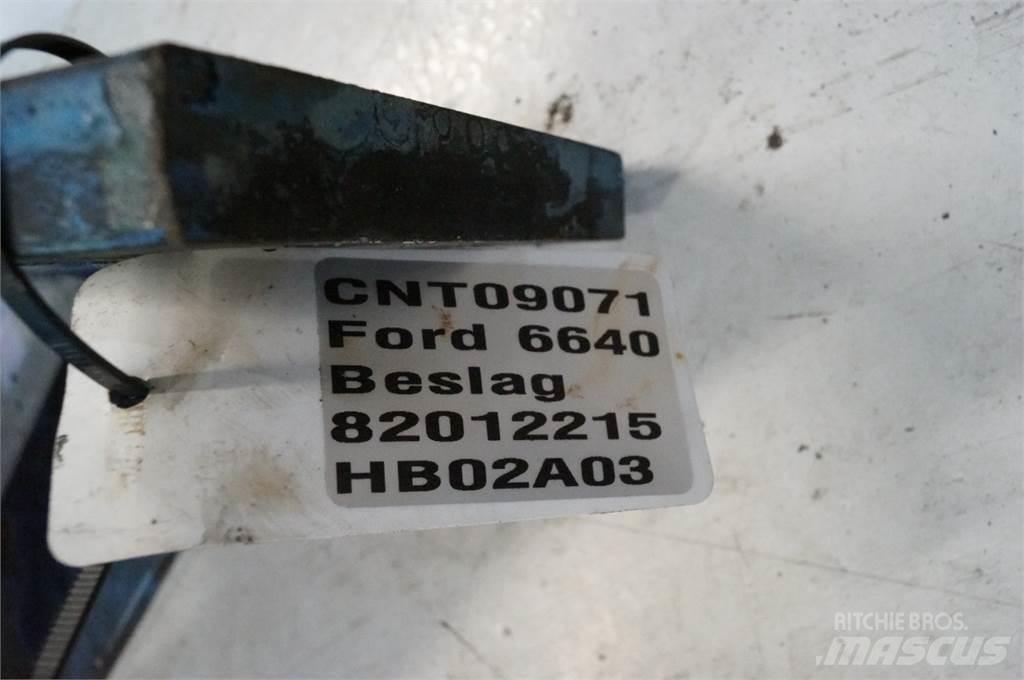 CNT09071
Ford 6640
Beslag
82012215
HB02A03
RITCHIE BROS.
MASCUS